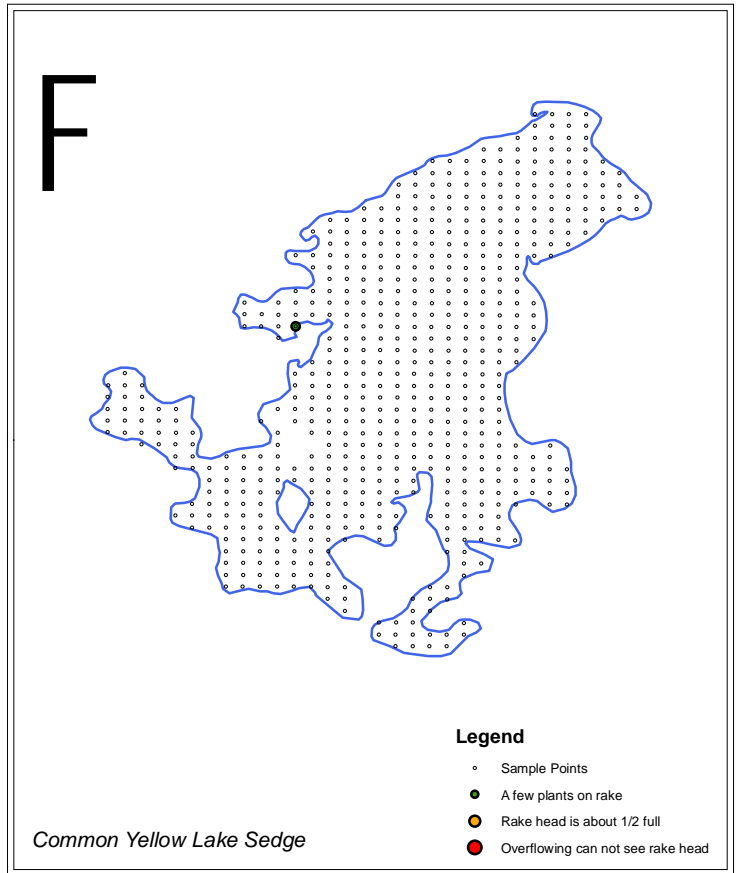 F
Legend
Sample Points
A few plants on rake
Rake head is about 1/2 full
Overflowing can not see rake head
Common Yellow Lake Sedge